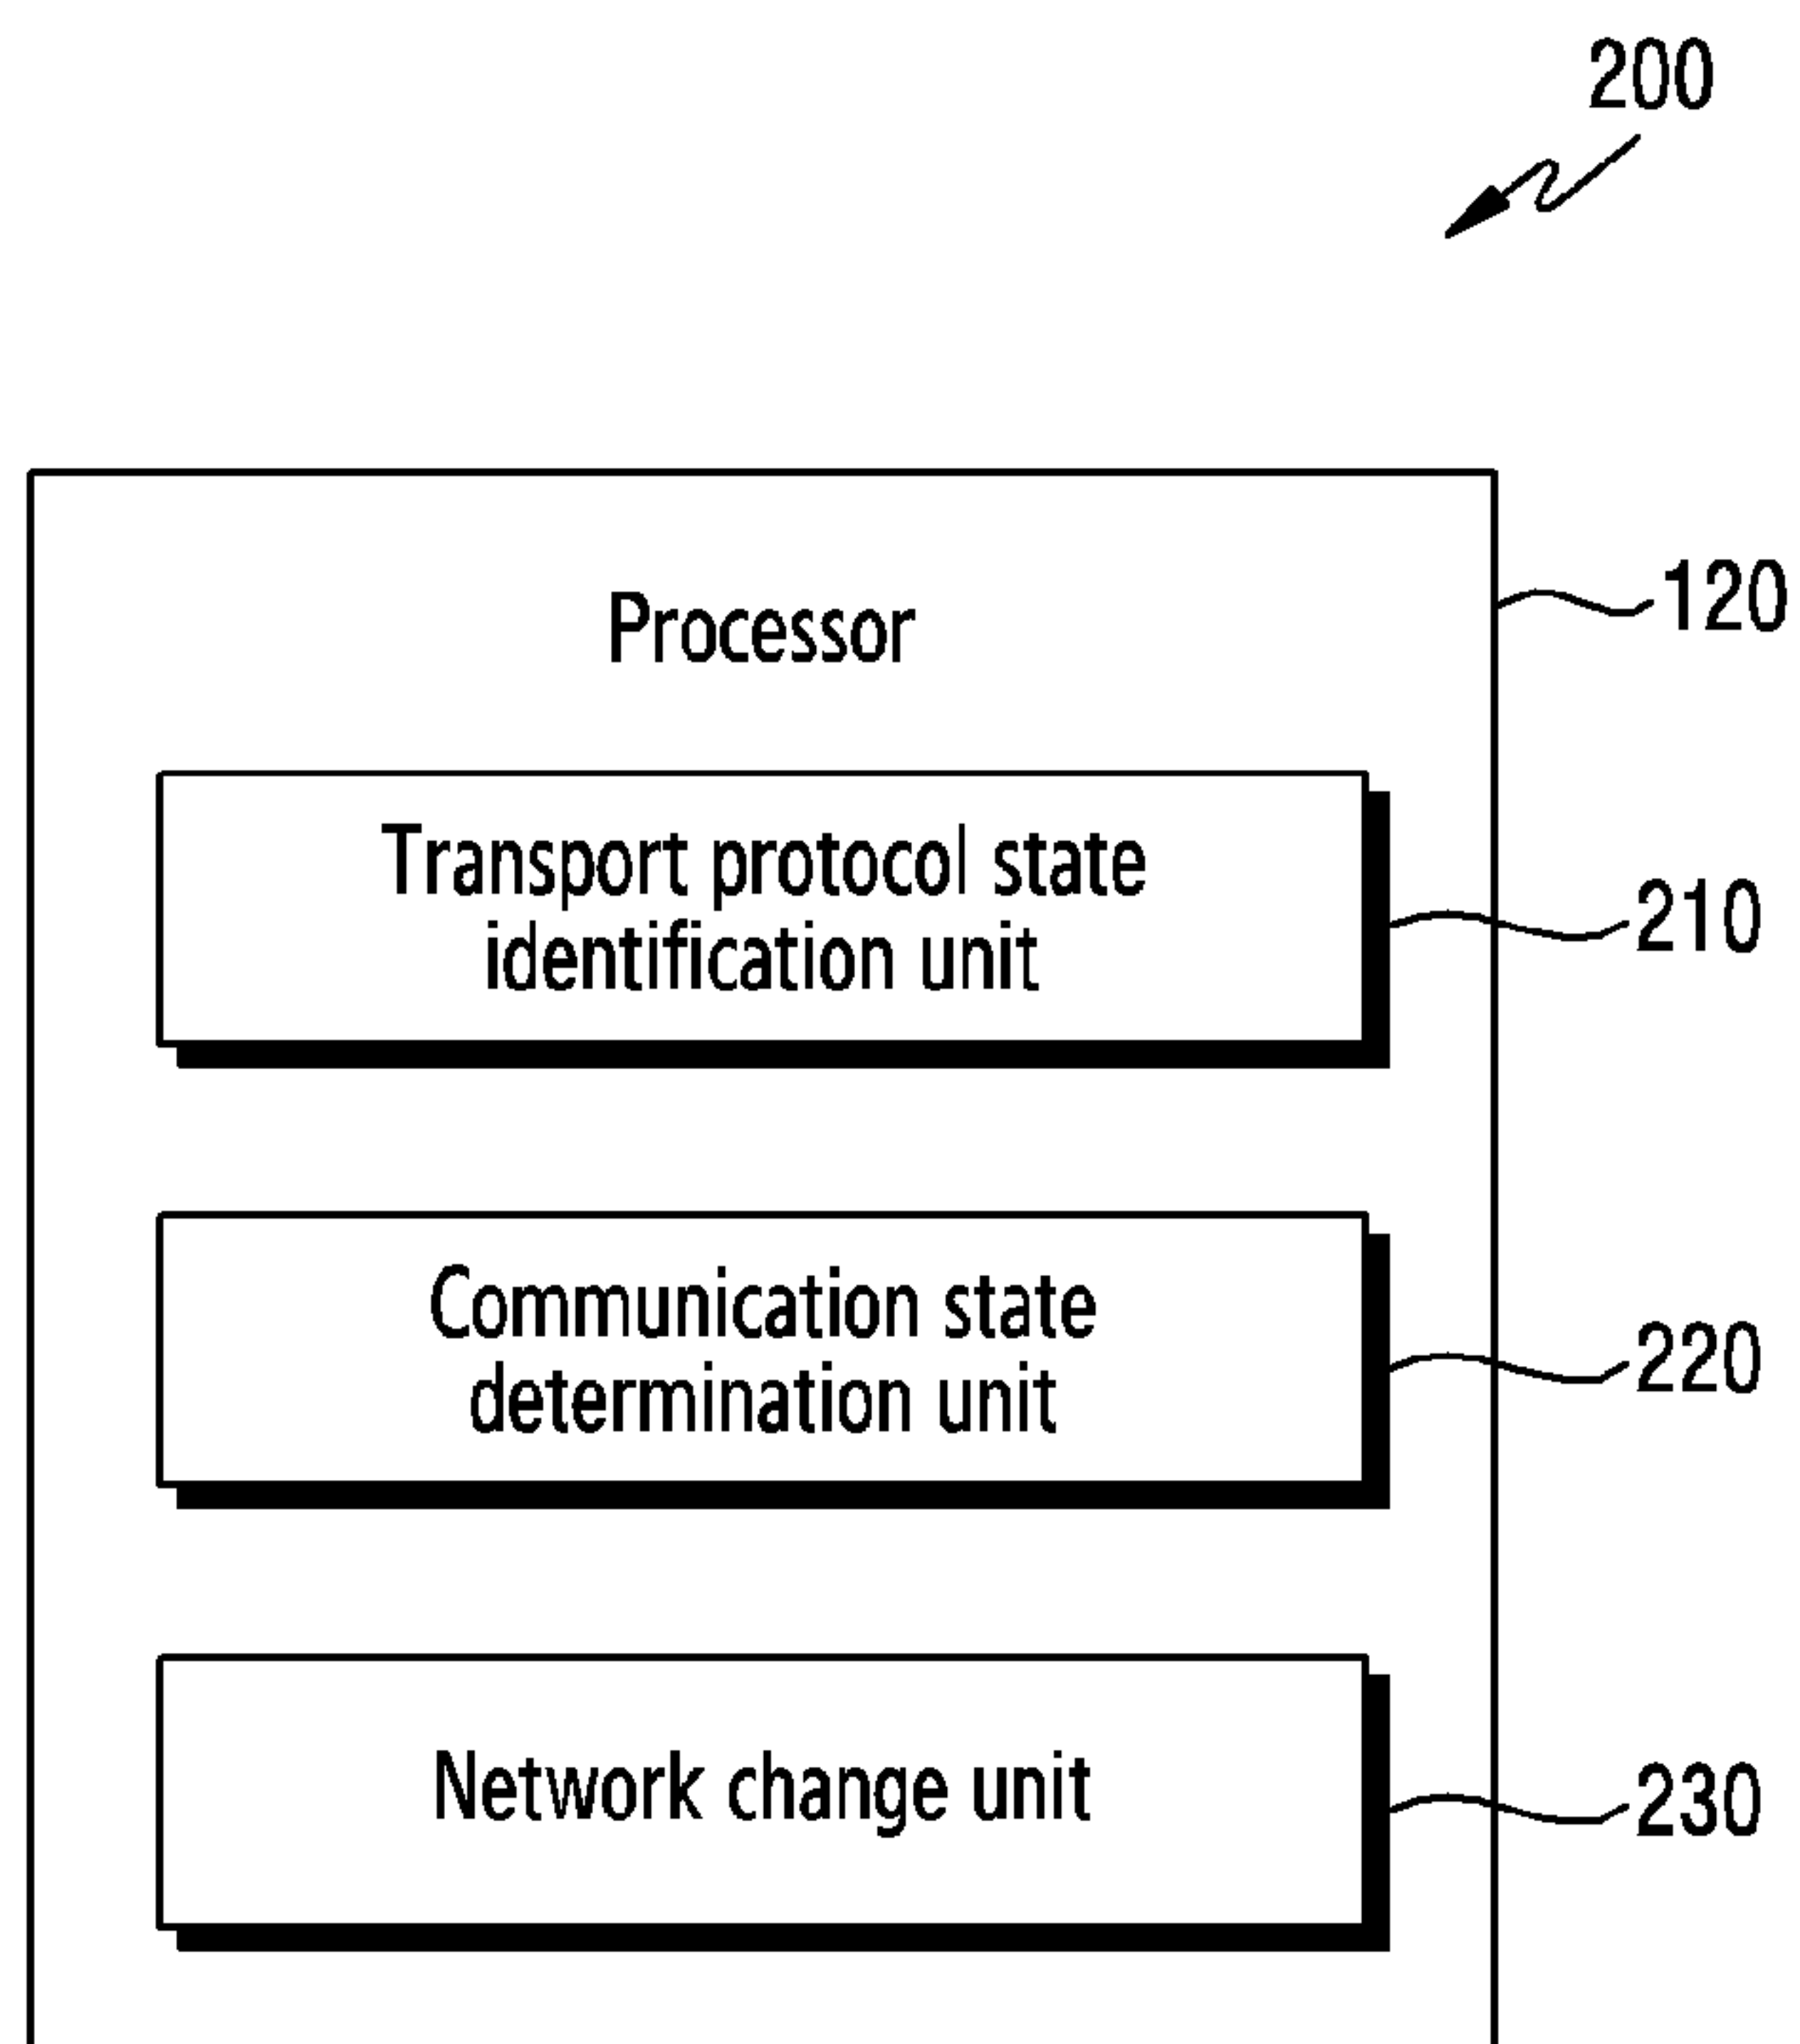 200
Processor
120
Transport protocol state
identification unit
210
Communication state
determination unit
220
Network change unit
230